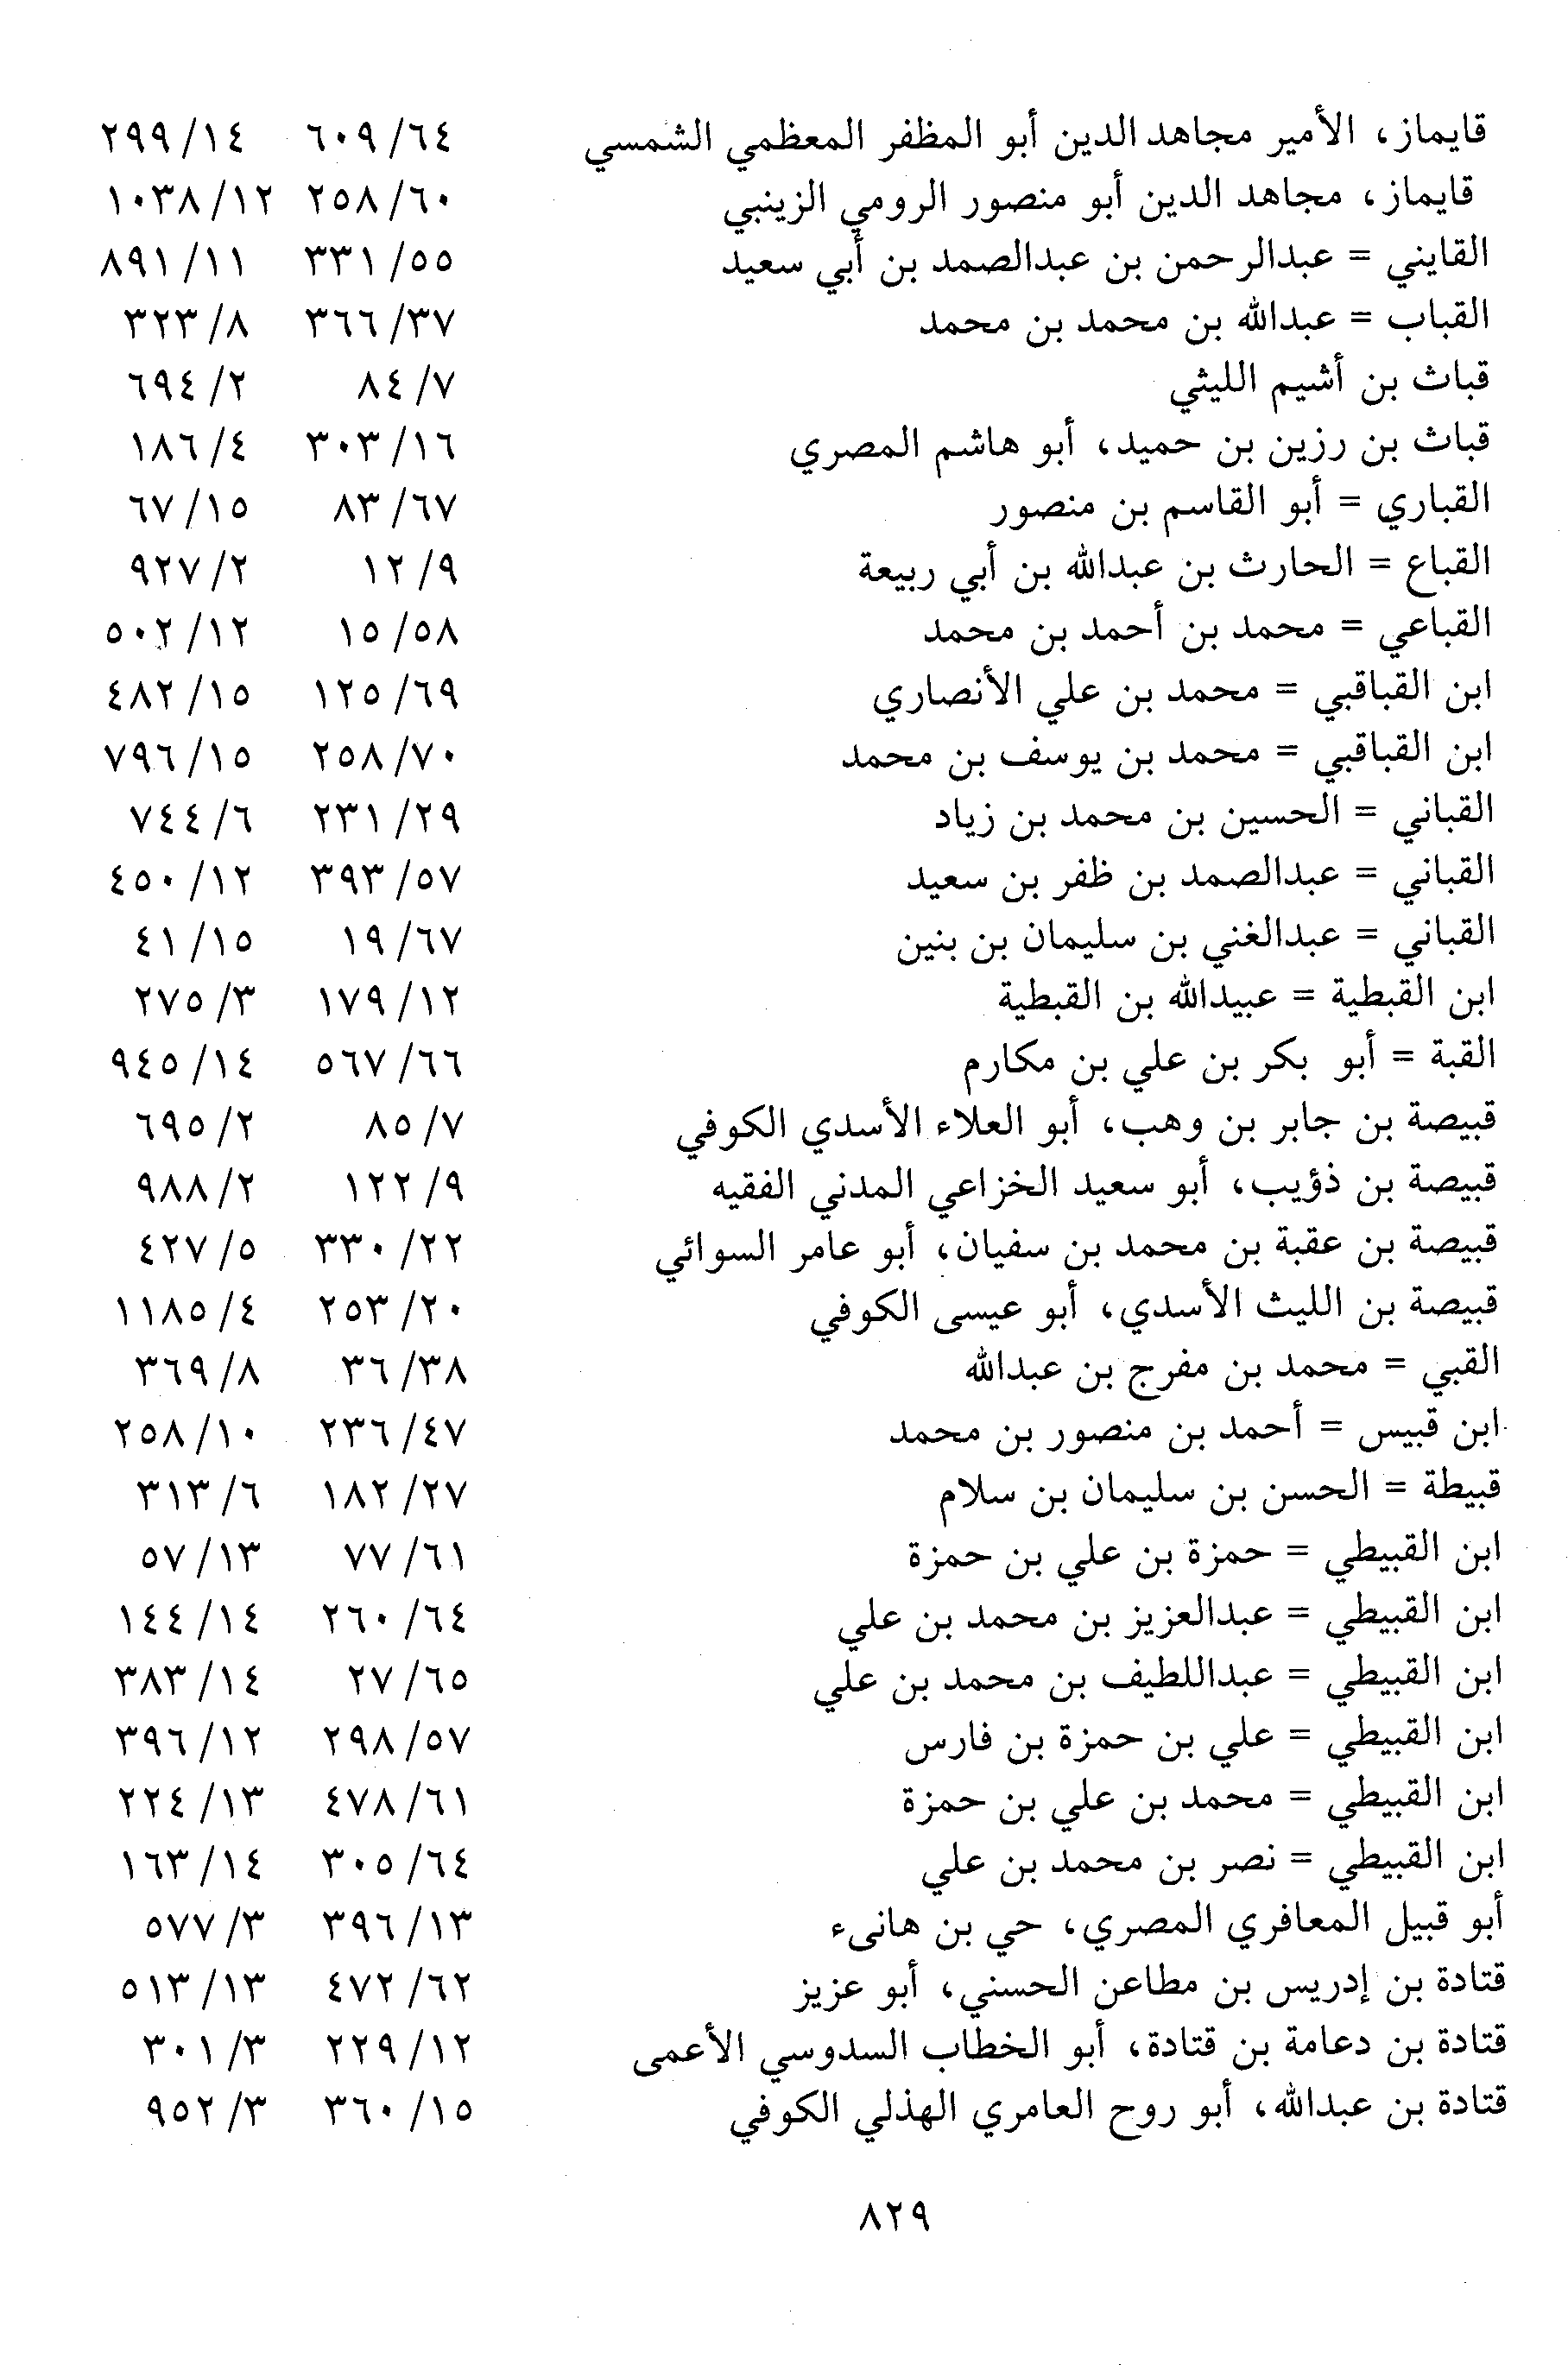 قايماز، الأمير مجاهد الدين أبو المظفر المعظمي الشمسي ٦٤/ ٦٠٩ ١٤/ ٢٩٩
قايماز، مجاهد الدين أبو منصور الرومي الزينبي ٦٠/ ٢٥٨ ١٢/ ١٠٣٨
القايني = عبدالرحمن بن عبدالصمد بن أبي سعيد ٥٥/ ٣٣١ ١١/ ٨٩١
القباب = عبدالله بن محمد بن محمد ٣٧/ ٣٦٦ ٨/ ٣٢٣
قباث بن أشيم الليثي ٧/ ٨٤ ٢/ ٦٩٤
قباث بن رزين بن حميد، أبو هاشم المصري ١٦/ ٣٠٣ ٤/ ١٨٦
القباري = أبو القاسم بن منصور ٦٧/ ٨٣ ١٥/ ٦٧
القباع = الحارث بن عبدالله بن أبي ربيعة ٩/ ١٢ ٢/ ٩٢٧
القباعي = محمد بن أحمد بن محمد ٥٨/ ١٥ ١٢/ ٥٠٢
ابن القباقبي = محمد بن علي الأنصاري ٦٩/ ١٢٥ ١٥/ ٤٨٢
ابن القباقبي = محمد بن يوسف بن محمد ٧٠/ ٢٥٨ ١٥/ ٧٩٦
القباني = الحسين بن محمد بن زياد ٢٩/ ٢٣١ ٦/ ٧٤٤
القباني = عبدالصمد بن ظفر بن سعيد ٥٧/ ٣٩٣ ١٢/ ٤٥٠
القباني = عبدالغني بن سليمان بن بنين ٦٧/ ١٩ ١٥/ ٤١
ابن القبطية = عبيدالله بن القبطية ١٢/ ١٧٩ ٣/ ٢٧٥
القبة = أبو بكر بن علي بن مكارم ٦٦/ ٥٦٧ ١٤/ ٩٤٥
قبيصة بن جابر بن وهب، أبو العلاء الأسدي الكوفي ٧/ ٨٥ ٢/ ٦٩٥
قبيصة بن ذؤيب، أبو سعيد الخزاعي المدني الفقيه ٩/ ١٢٢ ٢/ ٩٨٨
قبيصة بن عقبة بن محمد بن سفيان، أبو عامر السوائي ٢٢/ ٣٣٠ ٥/ ٤٢٧
قبيصة بن الليث الأسدي، أبو عيسى الكوفي ٢٠/ ٢٥٣ ٤/ ١١٨٥
القبي = محمد بن مفرج بن عبدالله ٣٨/ ٣٦ ٨/ ٣٦٩
ابن قبيس = أحمد بن منصور بن محمد ٤٧/ ٢٣٦ ١٠/ ٢٥٨
قبيطة = الحسن بن سليمان بن سلام ٢٧/ ١٨٢ ٦/ ٣١٣
ابن القبيطي = حمزة بن علي بن حمزة ٦١/ ٧٧ ١٣/ ٥٧
ابن القبيطي = عبدالعزيز بن محمد بن علي ٦٤/ ٢٦٠ ١٤/ ١٤٤
ابن القبيطي = عبداللطيف بن محمد بن علي ٦٥/ ٢٧ ١٤/ ٣٨٣
ابن القبيطي = علي بن حمزة بن فارس ٥٧/ ٢٩٨ ١٢/ ٣٩٦
ابن القبيطي = محمد بن علي بن حمزة ٦١/ ٤٧٨ ١٣/ ٢٢٤
ابن القبيطي = نصر بن محمد بن علي ٦٤/ ٣٠٥ ١٤/ ١٦٣
أبو قبيل المعافري المصري، حي بن هانىء ١٣/ ٣٩٦ ٣/ ٥٧٧
قتادة بن إدريس بن مطاعن الحسني، أبو عزيز ٦٢/ ٤٧٢ ١٣/ ٥١٣
قتادة بن دعامة بن قتادة، أبو الخطاب السدوسي الأعمى ١٢/ ٢٢٩ ٣/ ٣٠١
قتادة بن عبدالله، أبو روح العامري الهذلي الكوفي ١٥/ ٣٦٠ ٣/ ٩٥٢
٨٢٩